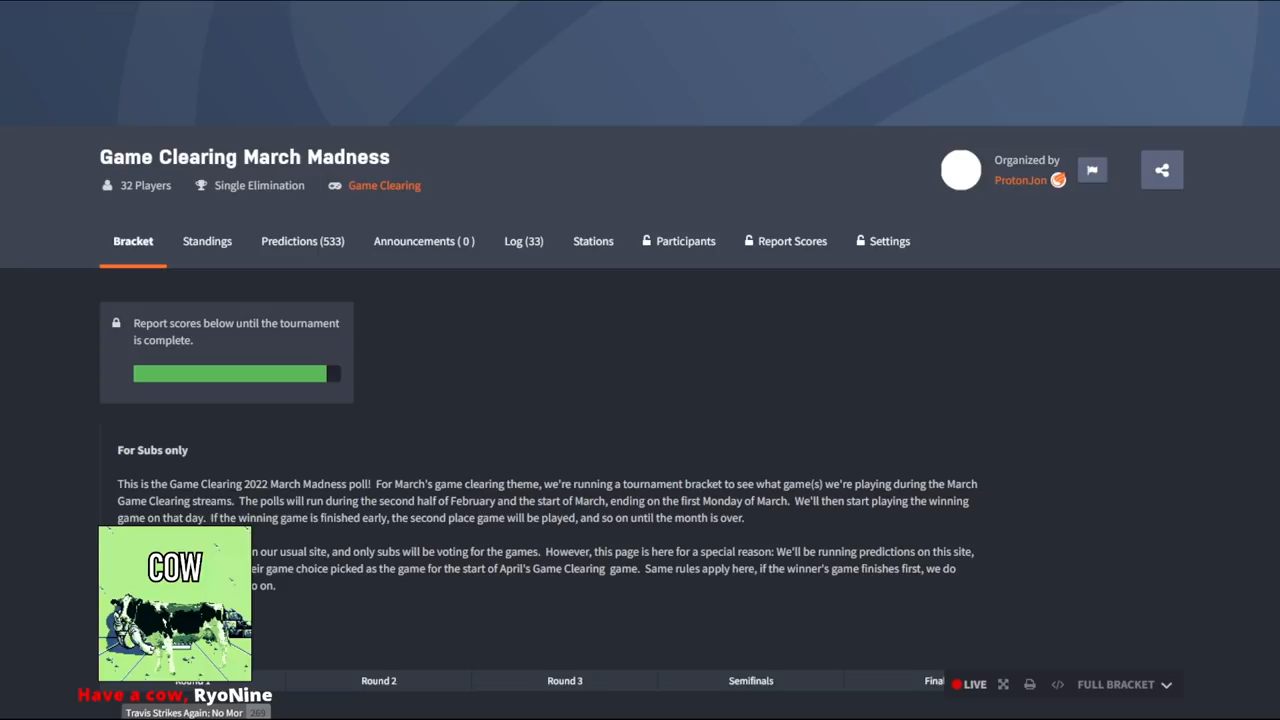 Game Clearing March Madness
32 Players Single Elimination Game Clearing
Organized by
ProtonJon
Bracket Standings Predictions (533) Announcements ( 0 ) Log (33) Stations Participants Report Scores Settings
Report scores below until the tournament
is complete.
For Subs only
This is the Game Clearing 2022 March Madness poll! For March's game clearing theme, we're running a tournament bracket to see what game(s) we're playing during the March
Game Clearing streams. The polls will run during the second half of February and the start of March, ending on the first Monday of March. We'll then start playing the winning
game on that day. If the winning game is finished early, the second place game will be played, and so on until the month is over.
n our usual site, and only subs will be voting for the games. However, this page is here for a special reason: We'll be running predictions on this site,
eir game choice picked as the game for the start of April's Game Clearing game. Same rules apply here, if the winner's game finishes first, we do
o on.
COW
Round 1 Round 2 Round 3 Semifinals Final
LIVE FULL BRACKET
Have a cow, RyoNine
Travis Strikes Again: No Mor 269